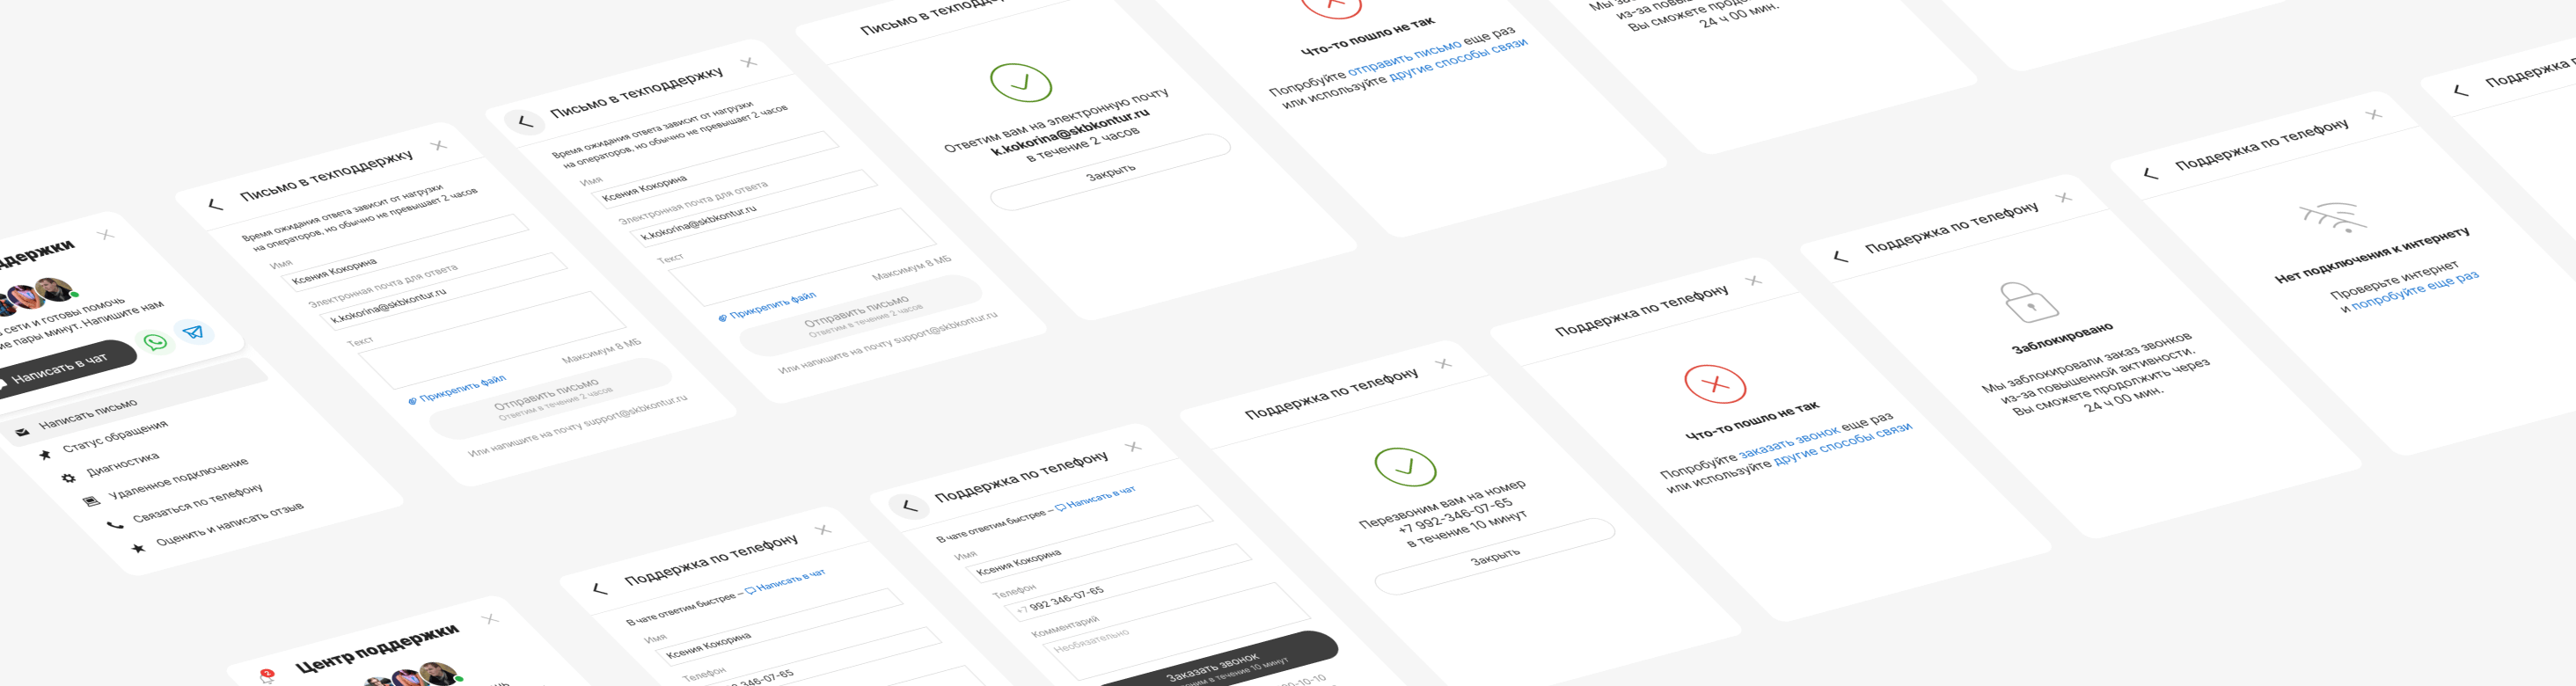 ддержки
сети и готовы помочь
ие пары минут. Напишите нам
Написать в чат
Написать письмо
Статус обращения
Диагностика
Удаленное подключение
Связаться по телефону
Оценить и написать отзыв
Письмо в техподдержку
Время ожидания ответа зависит от нагрузки
на операторов, но обычно не превышает 2 часов
Имя
Ксения Кокорина
Электронная почта для ответа
k.kokorina@skbkontur.ru
Текст
Прикрепить файл
Максимум 8 МБ
Отправить письмо
Ответим в течение 2 часов
Или напишите на почту support@skbkontur.ru
Письмо в техподдержку
Время ожидания ответа зависит от нагрузки
на операторов, но обычно не превышает 2 часов
Имя
Ксения Кокорина
Электронная почта для ответа
k.kokorina@skbkontur.ru
Текст
Прикрепить файл
Максимум 8 МБ
Отправить письмо
Ответим в течение 2 часов
Или напишите на почту support@skbkontur.ru
Письмо в техподдер
Ответим вам на электронную почту
k.kokorina@skbkontur.ru
в течение 2 часов
Закрыть
Что-то пошло не так
Попробуйте отправить письмо еще раз
или используйте другие способы связи
Мы за
из-за повы
Вы сможете продо
24 ч 00 мин.
2
Центр поддержки
Поддержка по телефону
В чате ответим быстрее – Написать в чат
Имя
Ксения Кокорина
Телефон
346-07-65
Поддержка по телефону
В чате ответим быстрее – Написать в чат
Имя
Ксения Кокорина
Телефон
+7 992 346-07-65
Комментарий
Необязательно
Заказать звонок
оним в течение 10 минут
Поддержка по телефону
Перезвоним вам на номер
+7 992-346-07-65
в течение 10 минут
Закрыть
Поддержка по телефону
Что-то пошло не так
Попробуйте заказать звонок еще раз
или используйте другие способы связи
Поддержка по телефону
Заблокировано
Мы заблокировали заказ звонков
из-за повышенной активности.
Вы сможете продолжить через
24 ч 00 мин.
Поддержка по телефону
Нет подключения к интернету
Проверьте интернет
и попробуйте еще раз
Поддержка по т